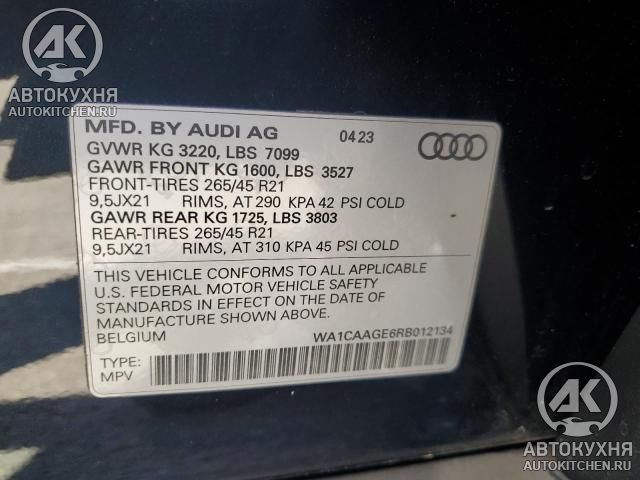 AK
АВТОКУХНЯ
AUTOKITCHEN.RU
MFD. BY AUDI AG 04 23
GVWR KG 3220, LBS 7099
GAWR FRONT KG 1600, LBS 3527
FRONT-TIRES 265/45 R21
9,5JX21 RIMS, AT 290 KPA 42 PSI COLD
GAWR REAR KG 1725, LBS 3803
REAR-TIRES 265/45 R21
9,5JX21 RIMS, AT 310 KPA 45 PSI COLD
THIS VEHICLE CONFORMS TO ALL APPLICABLE
U.S. FEDERAL MOTOR VEHICLE SAFETY
STANDARDS IN EFFECT ON THE DATE OF
MANUFACTURE SHOWN ABOVE.
BELGIUM WA1CAAGE6RB012134
TYPE:
MPV
AK
АВТОКУХНЯ
AUTOKITCHEN.RU